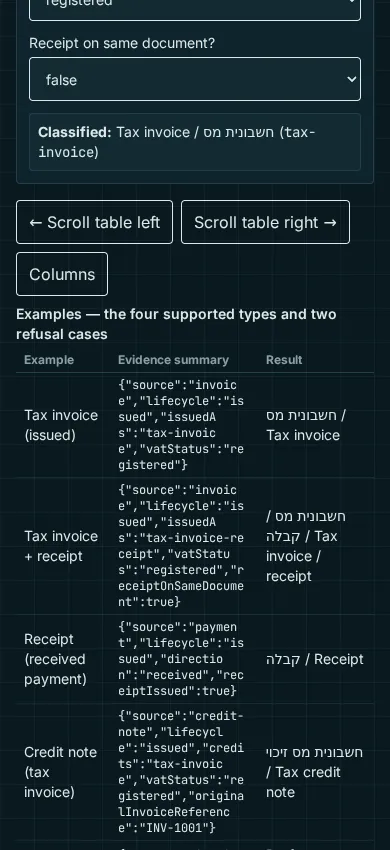 registered
Receipt on same document?
false
Classified: Tax invoice / חשבונית מס (tax-
invoice)
← Scroll table left
Scroll table right →
Columns
Examples — the four supported types and two
refusal cases
Example
Evidence summary
Result
Tax invoice
(issued)
{"source":"invoic
e","lifecycle":"is
sued","issuedA
s":"tax-invoic
e","vatStatus":"re
gistered"}
חשבונית מס /
Tax invoice
Tax invoice
+ receipt
{"source":"invoic
e","lifecycle":"is
sued","issuedA
s":"tax-invoice-re
ceipt","vatStatu
s":"registered","r
eceiptOnSameDocume
nt":true}
חשבונית מס /
קבלה / Tax
invoice /
receipt
Receipt
(received
payment)
{"source":"paymen
t","lifecycle":"is
sued","directio
n":"received","rec
eiptIssued":true}
קבלה / Receipt
Credit note
(tax
invoice)
{"source":"credit-
note","lifecycl
e":"issued","credi
ts":"tax-invoic
e","vatStatus":"re
gistered","origina
lInvoiceReferenc
e":"INV-1001"}
חשבונית מס זיכוי
/ Tax credit
note